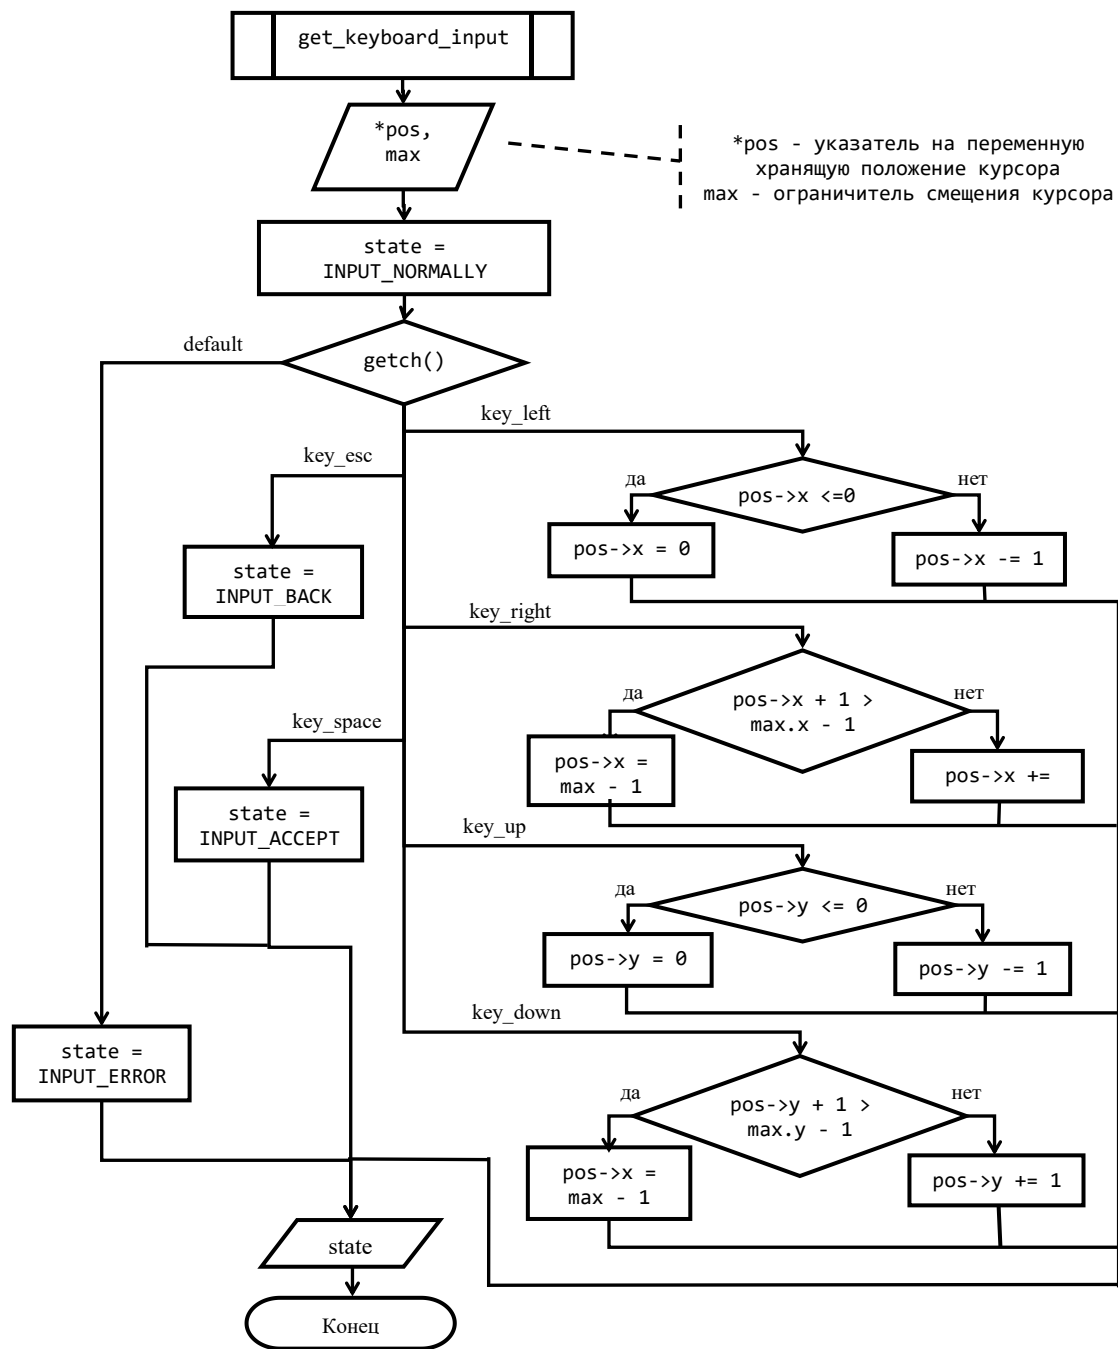 get_keyboard_input
*pos,
max
*pos - указатель на переменную
хранящую положение курсора
max - ограничитель смещения курсора
state =
INPUT_NORMALLY
default
getch()
key_left
key_esc
да
pos->x <=0
нет
pos->x = 0
pos->x -= 1
state =
INPUT_BACK
key_right
да
pos->x + 1 >
max.x - 1
нет
key_space
pos->x =
max - 1
pos->x +=
state =
INPUT_ACCEPT
key_up
да
pos->y <= 0
нет
pos->y = 0
pos->y -= 1
key_down
state =
INPUT_ERROR
да
pos->y + 1 >
max.y - 1
нет
pos->x =
max - 1
pos->y += 1
state
Конец